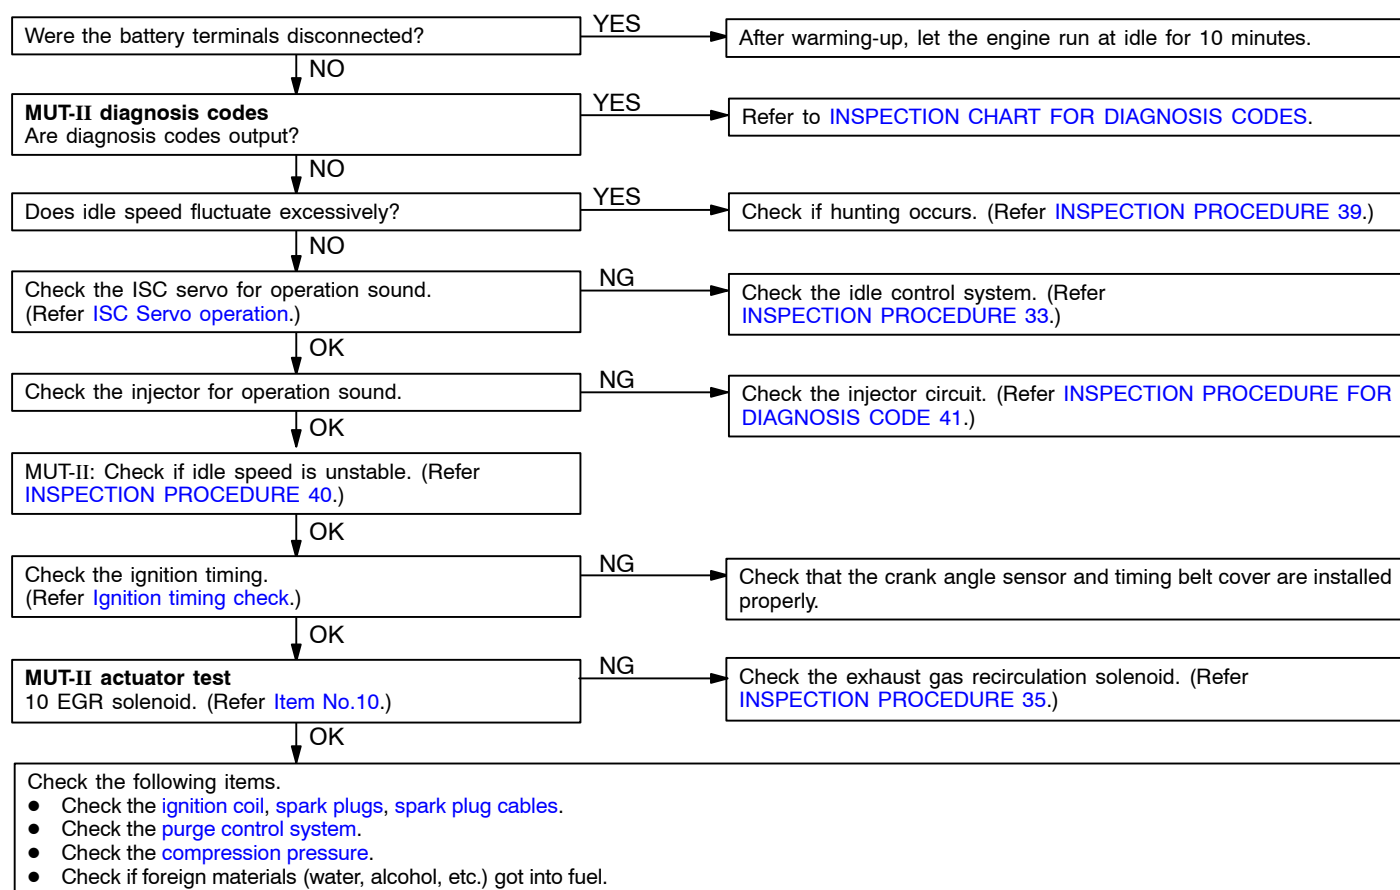 Were the battery terminals disconnected?
YES
After warming-up, let the engine run at idle for 10 minutes.
NO
MUT-II diagnosis codes
Are diagnosis codes output?
YES
Refer to INSPECTION CHART FOR DIAGNOSIS CODES.
NO
Does idle speed fluctuate excessively?
YES
Check if hunting occurs. (Refer INSPECTION PROCEDURE 39.)
NO
Check the ISC servo for operation sound.
(Refer ISC Servo operation.)
NG
Check the idle control system. (Refer
INSPECTION PROCEDURE 33.)
OK
Check the injector for operation sound.
NG
Check the injector circuit. (Refer INSPECTION PROCEDURE FOR
DIAGNOSIS CODE 41.)
OK
MUT-II: Check if idle speed is unstable. (Refer
INSPECTION PROCEDURE 40.)
OK
Check the ignition timing.
(Refer Ignition timing check.)
NG
Check that the crank angle sensor and timing belt cover are installed
properly.
OK
MUT-II actuator test
10 EGR solenoid. (Refer Item No.10.)
NG
Check the exhaust gas recirculation solenoid. (Refer
INSPECTION PROCEDURE 35.)
OK
Check the following items.
● Check the ignition coil, spark plugs, spark plug cables.
● Check the purge control system.
● Check the compression pressure.
● Check if foreign materials (water, alcohol, etc.) got into fuel.